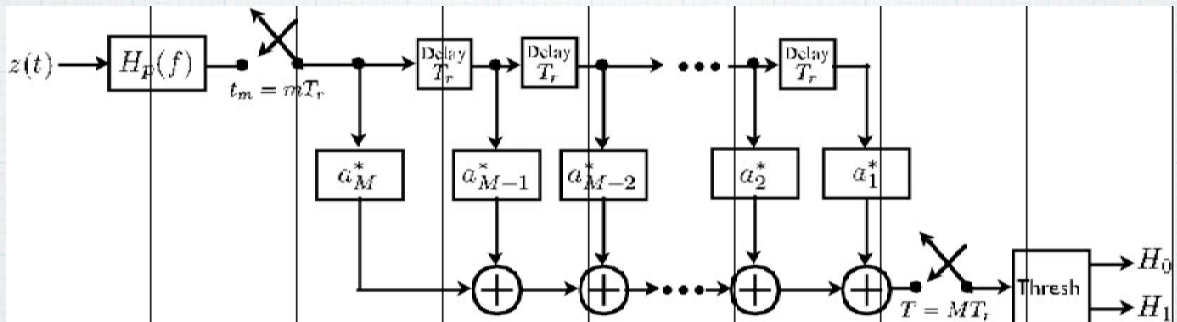 z(t) H_p(f) t_m = mT_r Delay T_r Delay T_r Delay T_r
a*_M a*_{M-1} a*_{M-2} a*_2 a*_1
T = MT_r Thresh H_0 H_1